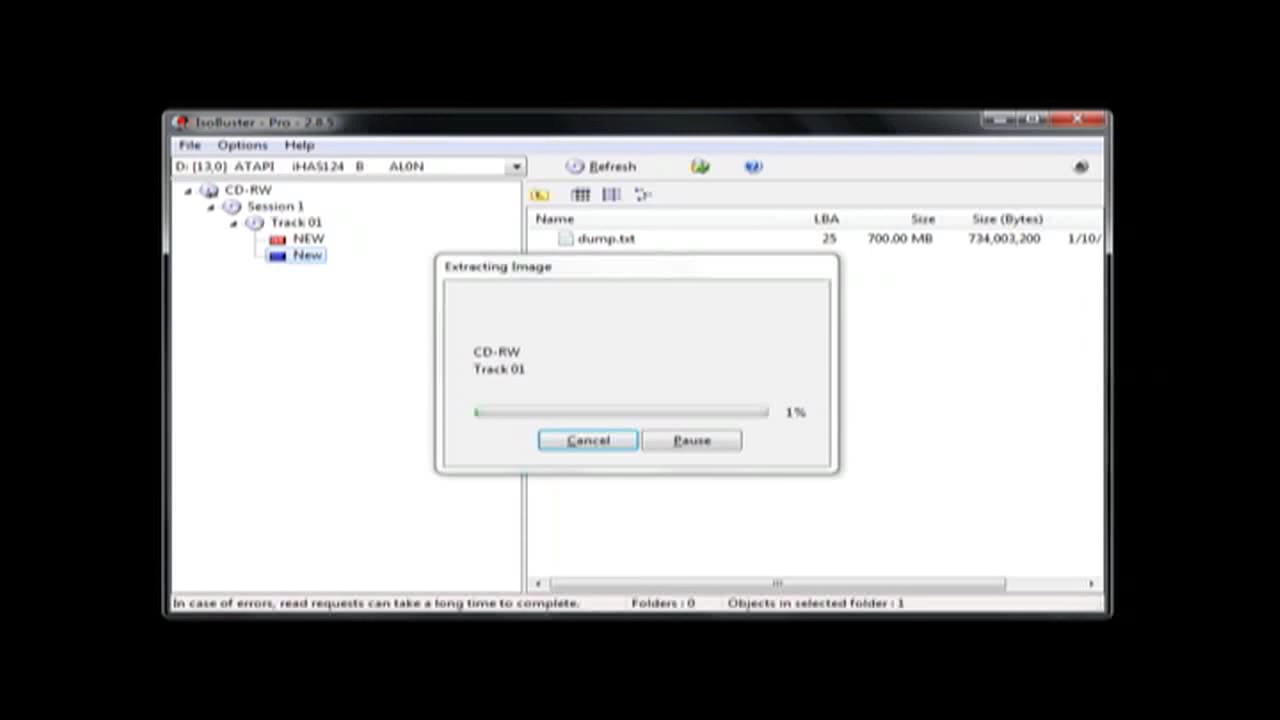 IsoBuster - Pro - 2.8.5
File Options Help
D: [13,0] ATAPI iHAS124 B AL0N
Refresh
CD-RW
Session 1
Track 01
NEW
New
Name LBA Size Size (Bytes)
dump.txt 25 700.00 MB 734,003,200 1/10/
Extracting Image
CD-RW
Track 01
1%
Cancel Pause
In case of errors, read requests can take a long time to complete. Folders : 0 Objects in selected folder : 1